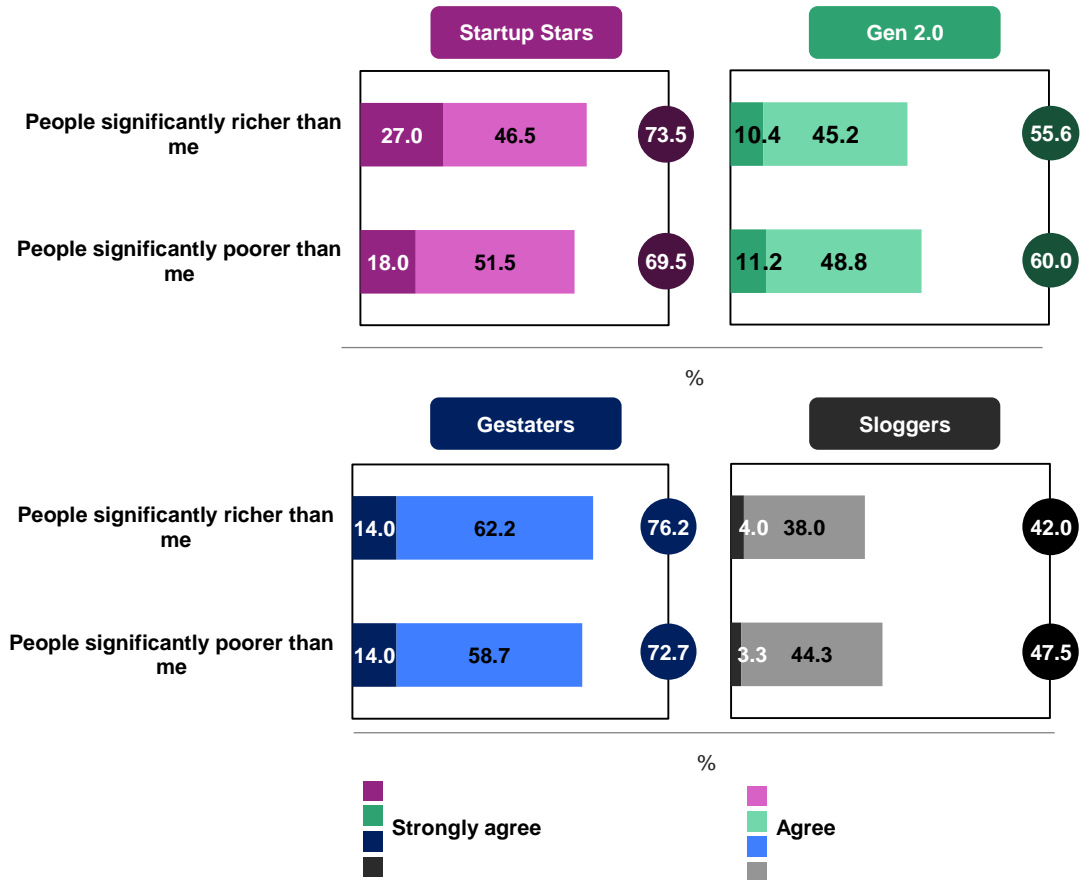 Startup Stars
Gen 2.0
People significantly richer than
me
27.0
46.5
73.5
10.4
45.2
55.6
People significantly poorer than
me
18.0
51.5
69.5
11.2
48.8
60.0
%
Gestaters
Sloggers
People significantly richer than
me
14.0
62.2
76.2
4.0
38.0
42.0
People significantly poorer than
me
14.0
58.7
72.7
3.3
44.3
47.5
%
Strongly agree
Agree